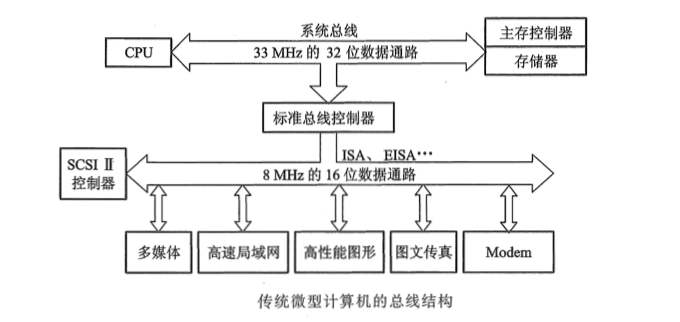 系统总线
CPU
33 MHz 的 32 位数据通路
主存控制器
存储器
标准总线控制器
SCSI Ⅱ
控制器
ISA、EISA…
8 MHz 的 16 位数据通路
多媒体
高速局域网
高性能图形
图文传真
Modem
传统微型计算机的总线结构